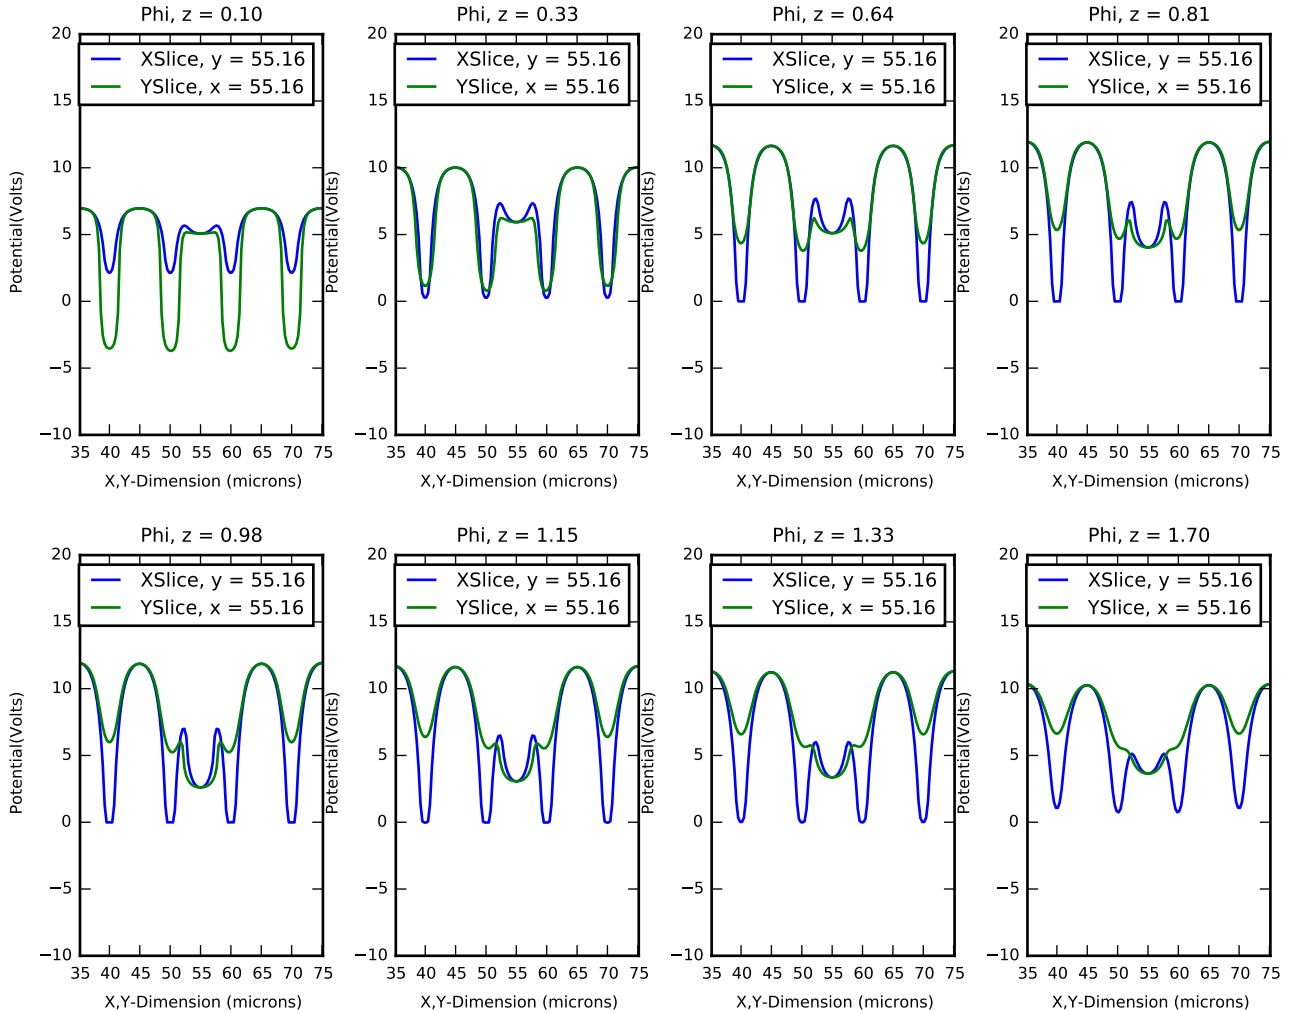 Phi, z = 0.10
Potential(Volts)
20
15
10
5
0
−5
−10
XSlice, y = 55.16
YSlice, x = 55.16
35 40 45 50 55 60 65 70 75
X,Y-Dimension (microns)
Phi, z = 0.33
Potential(Volts)
20
15
10
5
0
−5
−10
XSlice, y = 55.16
YSlice, x = 55.16
35 40 45 50 55 60 65 70 75
X,Y-Dimension (microns)
Phi, z = 0.64
Potential(Volts)
20
15
10
5
0
−5
−10
XSlice, y = 55.16
YSlice, x = 55.16
35 40 45 50 55 60 65 70 75
X,Y-Dimension (microns)
Phi, z = 0.81
Potential(Volts)
20
15
10
5
0
−5
−10
XSlice, y = 55.16
YSlice, x = 55.16
35 40 45 50 55 60 65 70 75
X,Y-Dimension (microns)
Phi, z = 0.98
Potential(Volts)
20
15
10
5
0
−5
−10
XSlice, y = 55.16
YSlice, x = 55.16
35 40 45 50 55 60 65 70 75
X,Y-Dimension (microns)
Phi, z = 1.15
Potential(Volts)
20
15
10
5
0
−5
−10
XSlice, y = 55.16
YSlice, x = 55.16
35 40 45 50 55 60 65 70 75
X,Y-Dimension (microns)
Phi, z = 1.33
Potential(Volts)
20
15
10
5
0
−5
−10
XSlice, y = 55.16
YSlice, x = 55.16
35 40 45 50 55 60 65 70 75
X,Y-Dimension (microns)
Phi, z = 1.70
Potential(Volts)
20
15
10
5
0
−5
−10
XSlice, y = 55.16
YSlice, x = 55.16
35 40 45 50 55 60 65 70 75
X,Y-Dimension (microns)